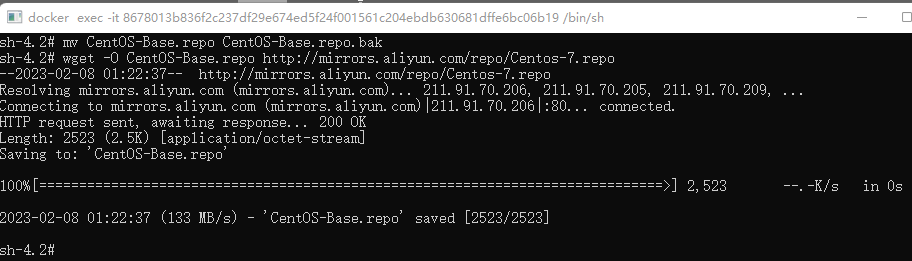 docker  exec -it 8678013b836f2c237df29e674ed5f24f001561c204ebdb630681dffe6bc06b19 /bin/sh
sh-4.2# mv CentOS-Base.repo CentOS-Base.repo.bak
sh-4.2# wget -O CentOS-Base.repo http://mirrors.aliyun.com/repo/Centos-7.repo
--2023-02-08 01:22:37--  http://mirrors.aliyun.com/repo/Centos-7.repo
Resolving mirrors.aliyun.com (mirrors.aliyun.com)... 211.91.70.206, 211.91.70.205, 211.91.70.209, ...
Connecting to mirrors.aliyun.com (mirrors.aliyun.com)|211.91.70.206|:80... connected.
HTTP request sent, awaiting response... 200 OK
Length: 2523 (2.5K) [application/octet-stream]
Saving to: 'CentOS-Base.repo'
100%[==============================================================================>] 2,523       --.-K/s   in 0s
2023-02-08 01:22:37 (133 MB/s) - 'CentOS-Base.repo' saved [2523/2523]
sh-4.2#